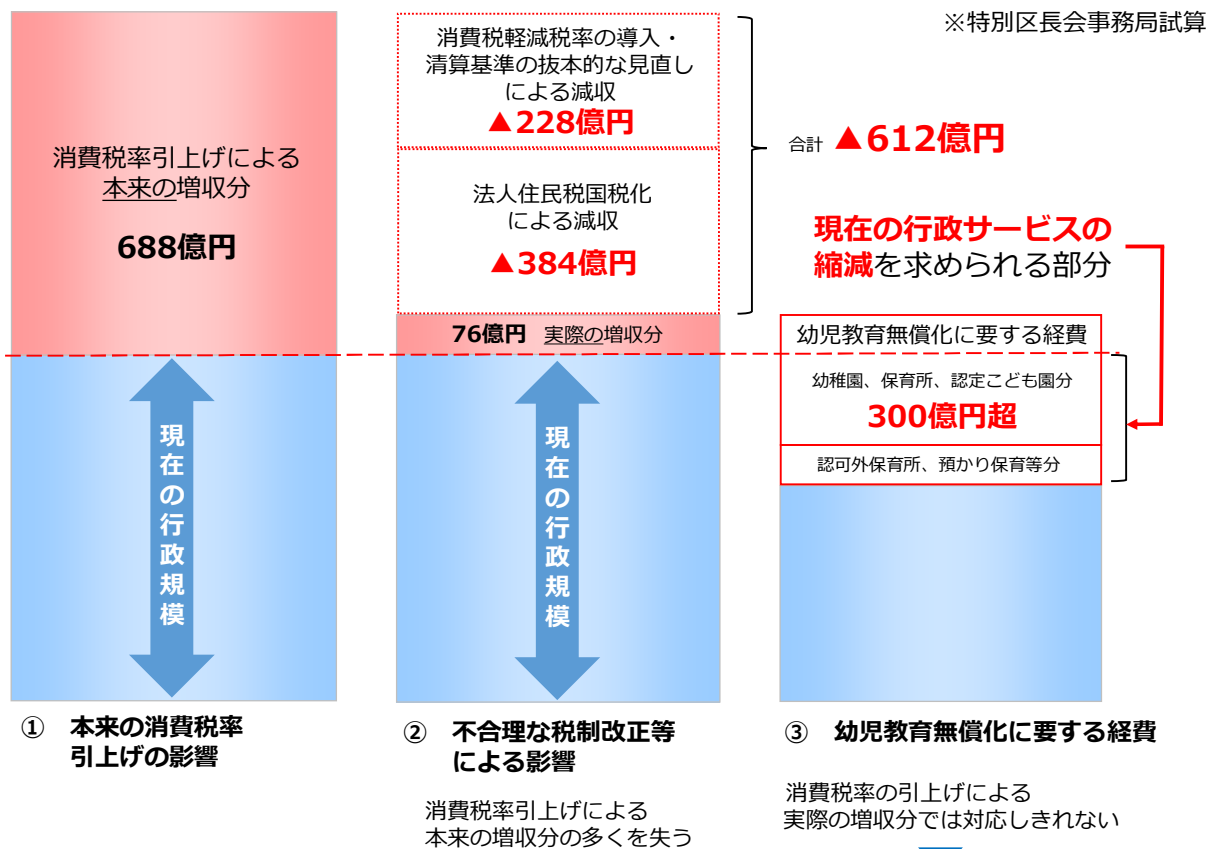 ※特別区長会事務局試算
消費税率引上げによる
本来の増収分
688億円
現在の行政規模
① 本来の消費税率
引上げの影響
消費税軽減税率の導入・
清算基準の抜本的な見直し
による減収
▲228億円
法人住民税国税化
による減収
▲384億円
合計 ▲612億円
76億円 実際の増収分
現在の行政規模
② 不合理な税制改正等
による影響
消費税率引上げによる
本来の増収分の多くを失う
現在の行政サービスの
縮減を求められる部分
幼児教育無償化に要する経費
幼稚園、保育所、認定こども園分
300億円超
認可外保育所、預かり保育等分
③ 幼児教育無償化に要する経費
消費税率の引上げによる
実際の増収分では対応しきれない